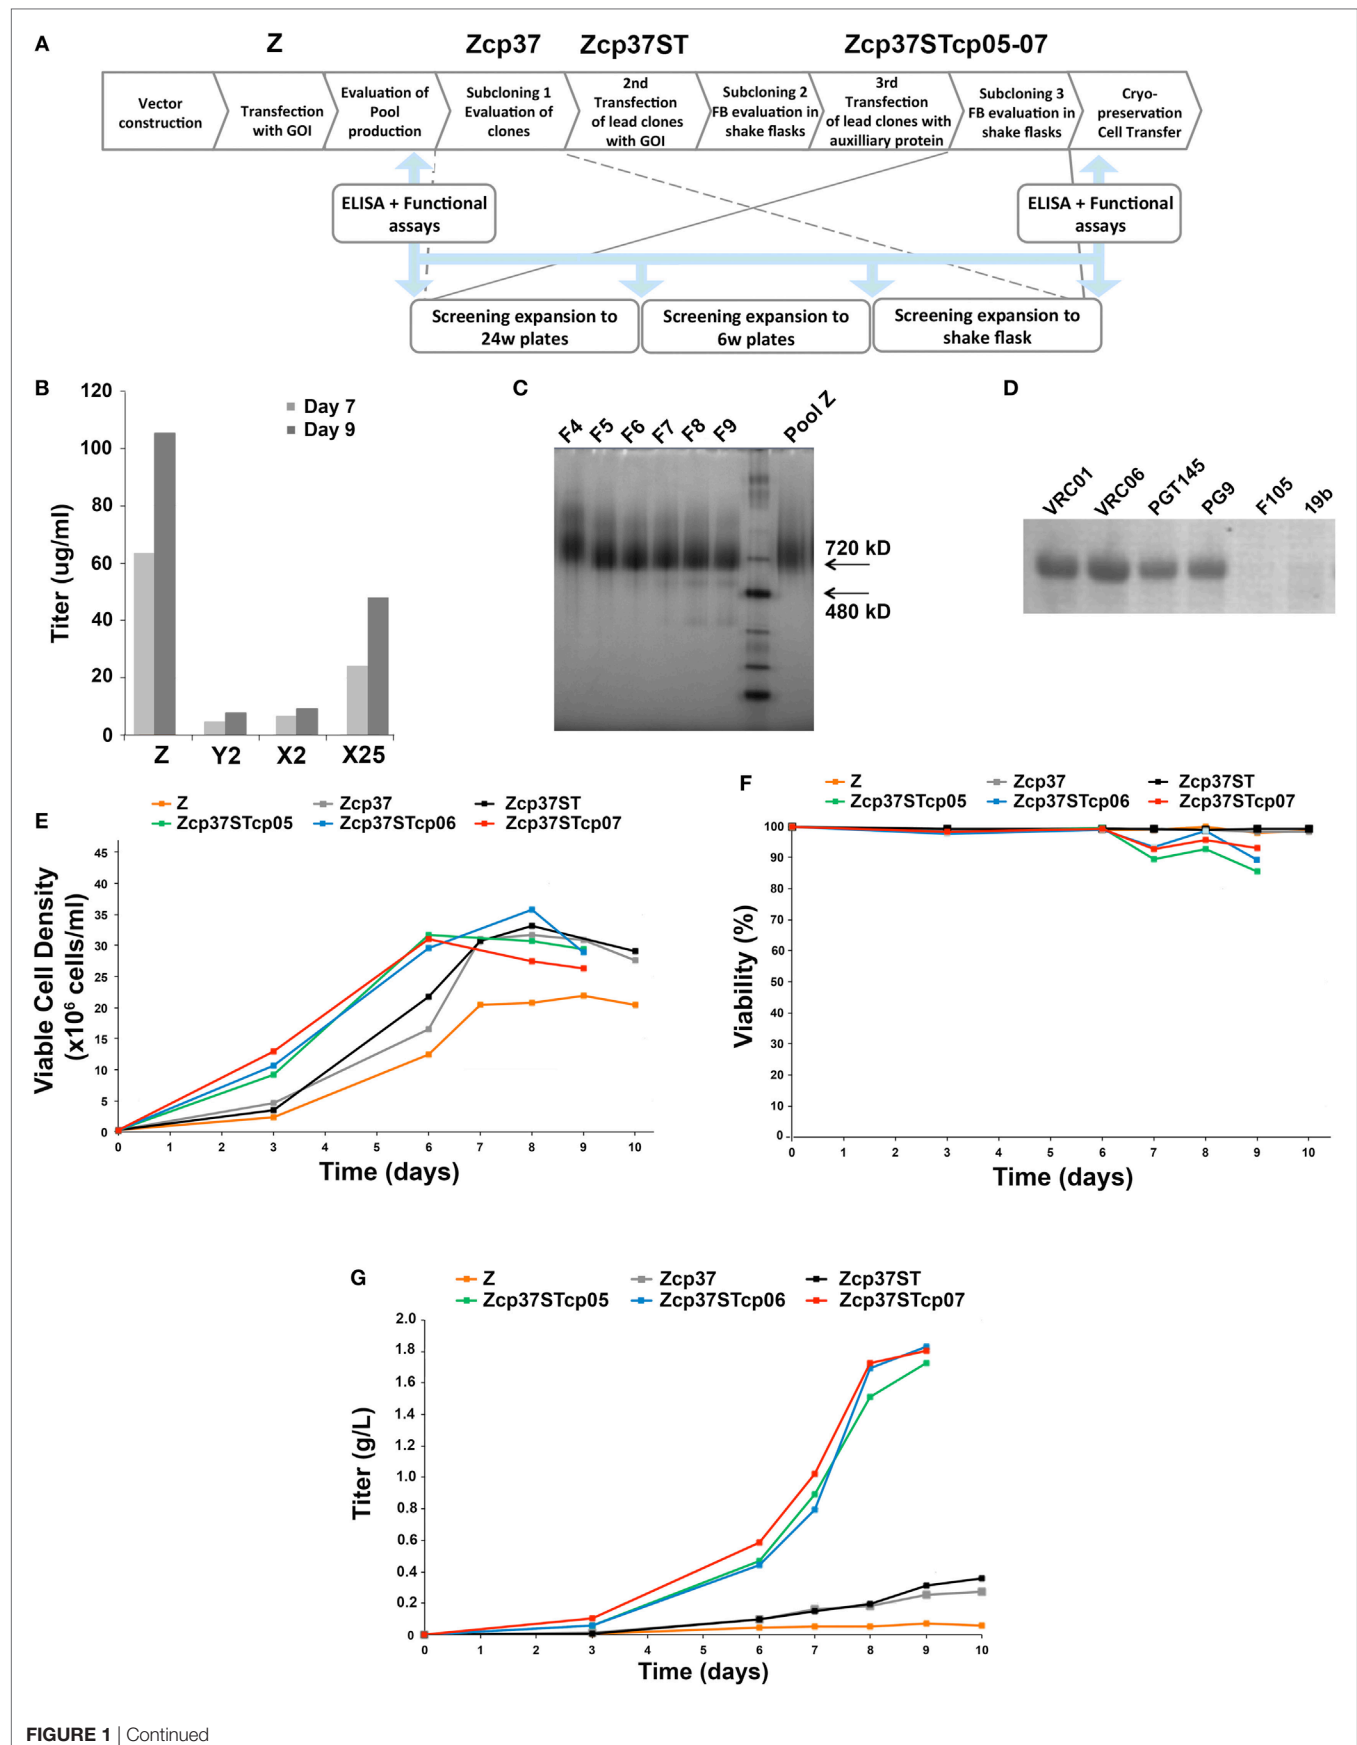 A
Z
Zcp37
Zcp37ST
Zcp37STcp05-07
Vector
construction
Transfection
with GOI
Evaluation of
Pool
production
Subcloning 1
Evaluation of
clones
2nd
Transfection
of lead clones
with GOI
Subcloning 2
FB evaluation in
shake flasks
3rd
Transfection
of lead clones with
auxilliary protein
Subcloning 3
FB evaluation in
shake flasks
Cryo-
preservation
Cell Transfer
ELISA + Functional
assays
ELISA + Functional
assays
Screening expansion to
24w plates
Screening expansion to
6w plates
Screening expansion to
shake flask
B
Titer (ug/ml)
120
100
80
60
40
20
0
Day 7
Day 9
Z
Y2
X2
X25
C
F4
F5
F6
F7
F8
F9
Pool Z
720 kD
480 kD
D
VRC01
VRC06
PGT145
PG9
F105
19b
E
Z
Zcp37
Zcp37ST
Zcp37STcp05
Zcp37STcp06
Zcp37STcp07
Viable Cell Density
(x10⁶ cells/ml)
45
40
35
30
25
20
15
10
5
0
0 1 2 3 4 5 6 7 8 9 10
Time (days)
F
Z
Zcp37
Zcp37ST
Zcp37STcp05
Zcp37STcp06
Zcp37STcp07
Viability (%)
100
90
80
70
60
50
40
30
20
10
0
0 1 2 3 4 5 6 7 8 9 10
Time (days)
G
Z
Zcp37
Zcp37ST
Zcp37STcp05
Zcp37STcp06
Zcp37STcp07
Titer (g/L)
2.0
1.8
1.6
1.4
1.2
1.0
0.8
0.6
0.4
0.2
0
0 1 2 3 4 5 6 7 8 9 10
Time (days)
FIGURE 1 | Continued